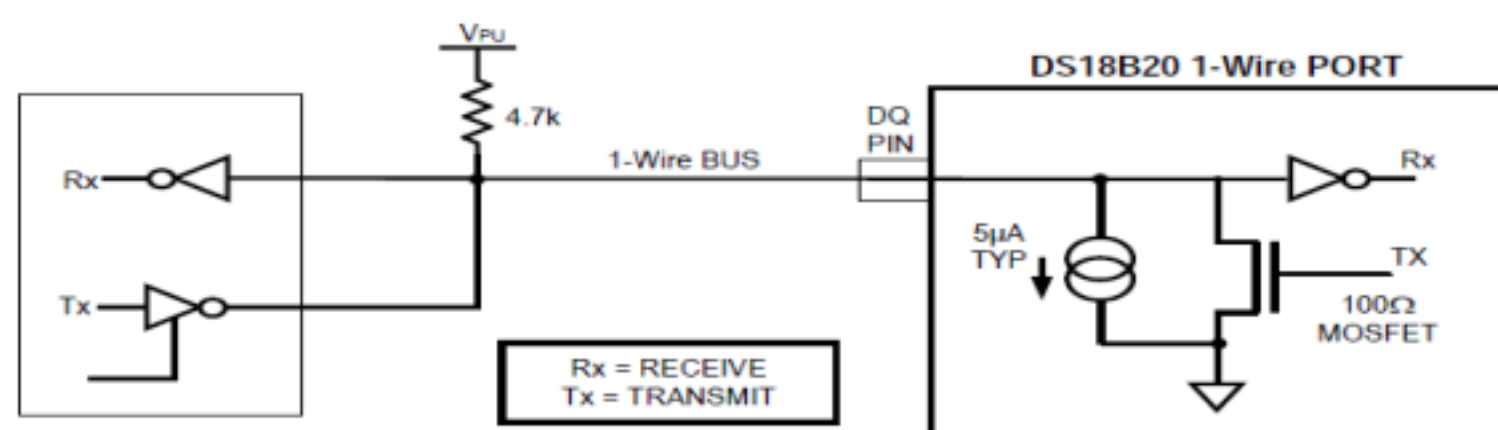 VPU
DS18B20 1-Wire PORT
4.7k
DQ
PIN
1-Wire BUS
Rx
Rx
5µA
TYP
TX
Tx
100Ω
MOSFET
Rx = RECEIVE
Tx = TRANSMIT